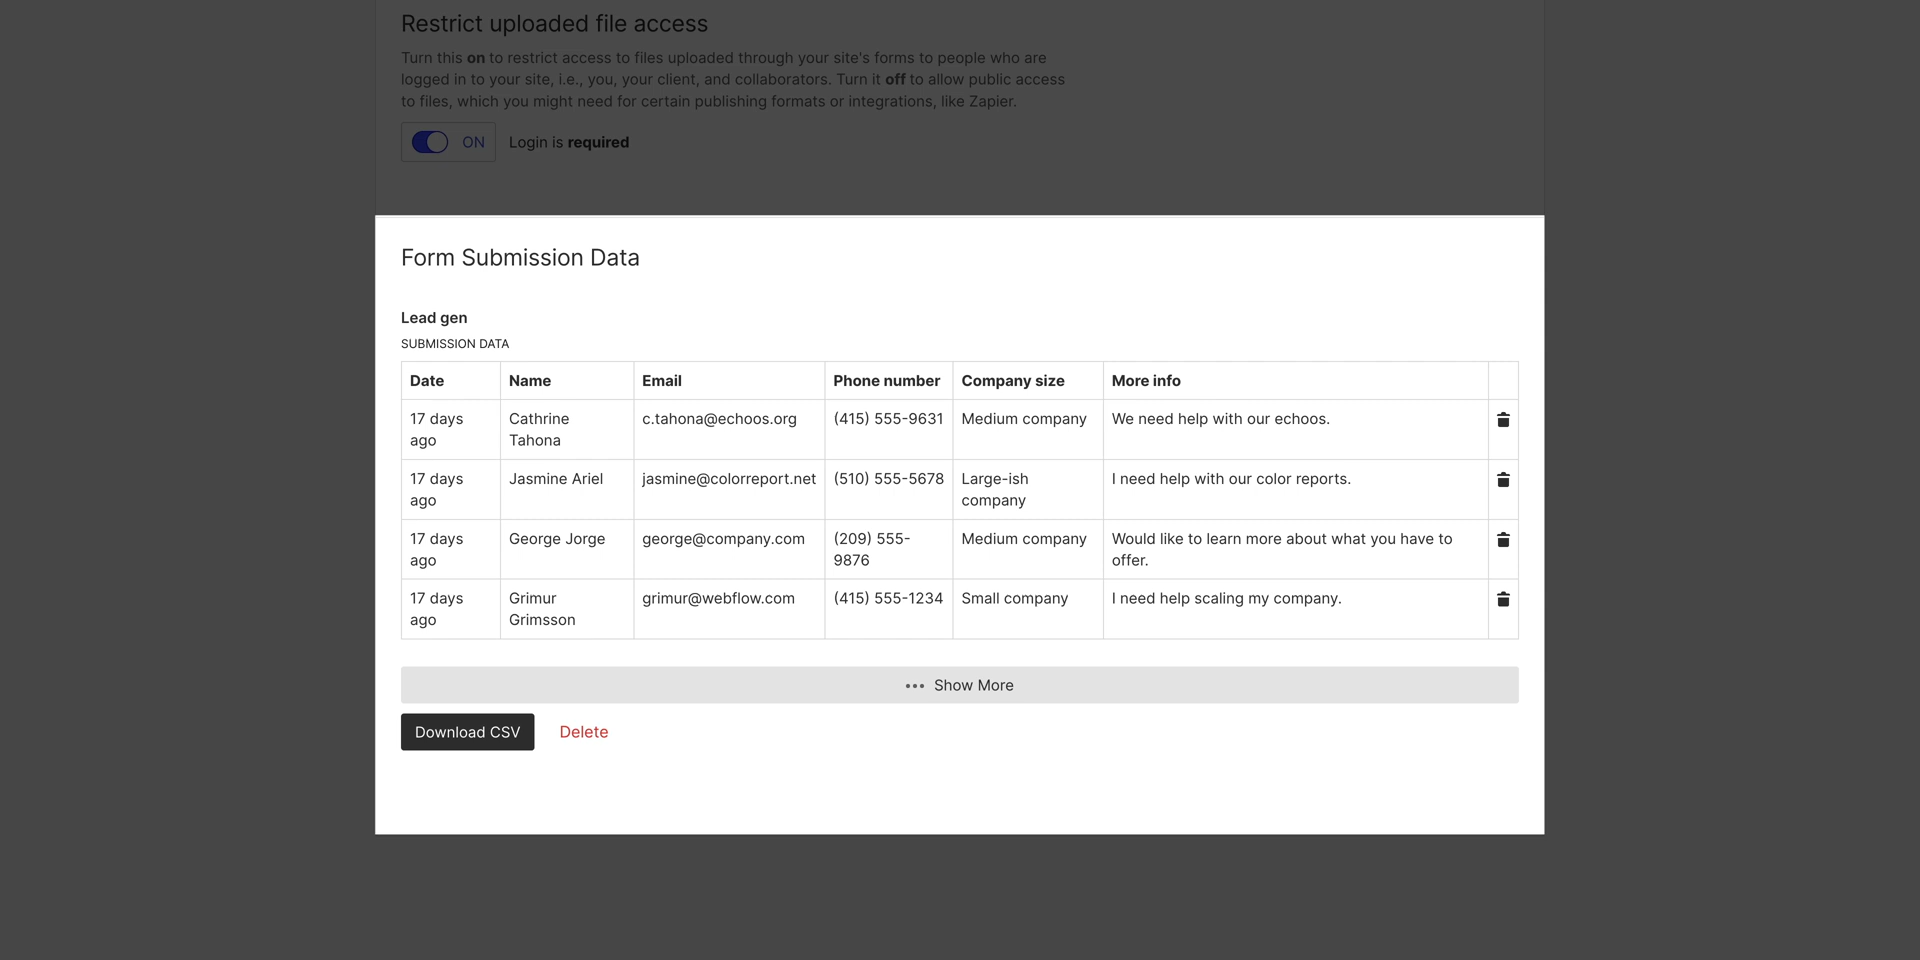 Restrict uploaded file access
Turn this on to restrict access to files uploaded through your site's forms to people who are
logged in to your site, i.e., you, your client, and collaborators. Turn it off to allow public access
to files, which you might need for certain publishing formats or integrations, like Zapier.
ON Login is required
Form Submission Data
Lead gen
SUBMISSION DATA
Date Name Email Phone number Company size More info
17 days Cathrine c.tahona@echoos.org (415) 555-9631 Medium company We need help with our echoos.
ago Tahona
17 days Jasmine Ariel jasmine@colorreport.net (510) 555-5678 Large-ish I need help with our color reports.
ago company
17 days George Jorge george@company.com (209) 555- Medium company Would like to learn more about what you have to
ago 9876 offer.
17 days Grimur grimur@webflow.com (415) 555-1234 Small company I need help scaling my company.
ago Grimsson
••• Show More
Download CSV Delete